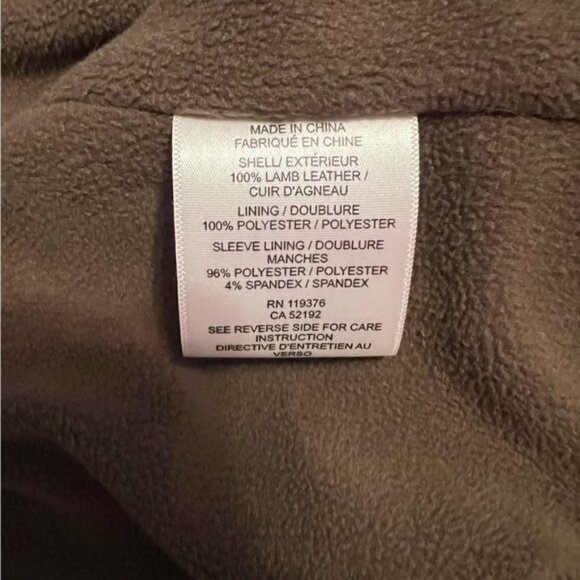 MADE IN CHINA
FABRIQUÉ EN CHINE
SHELL/ EXTÉRIEUR
100% LAMB LEATHER /
CUIR D'AGNEAU
LINING / DOUBLURE
100% POLYESTER / POLYESTER
SLEEVE LINING / DOUBLURE
MANCHES
96% POLYESTER / POLYESTER
4% SPANDEX / SPANDEX
RN 119376
CA 52192
SEE REVERSE SIDE FOR CARE
INSTRUCTION
DIRECTIVE D'ENTRETIEN AU
VERSO